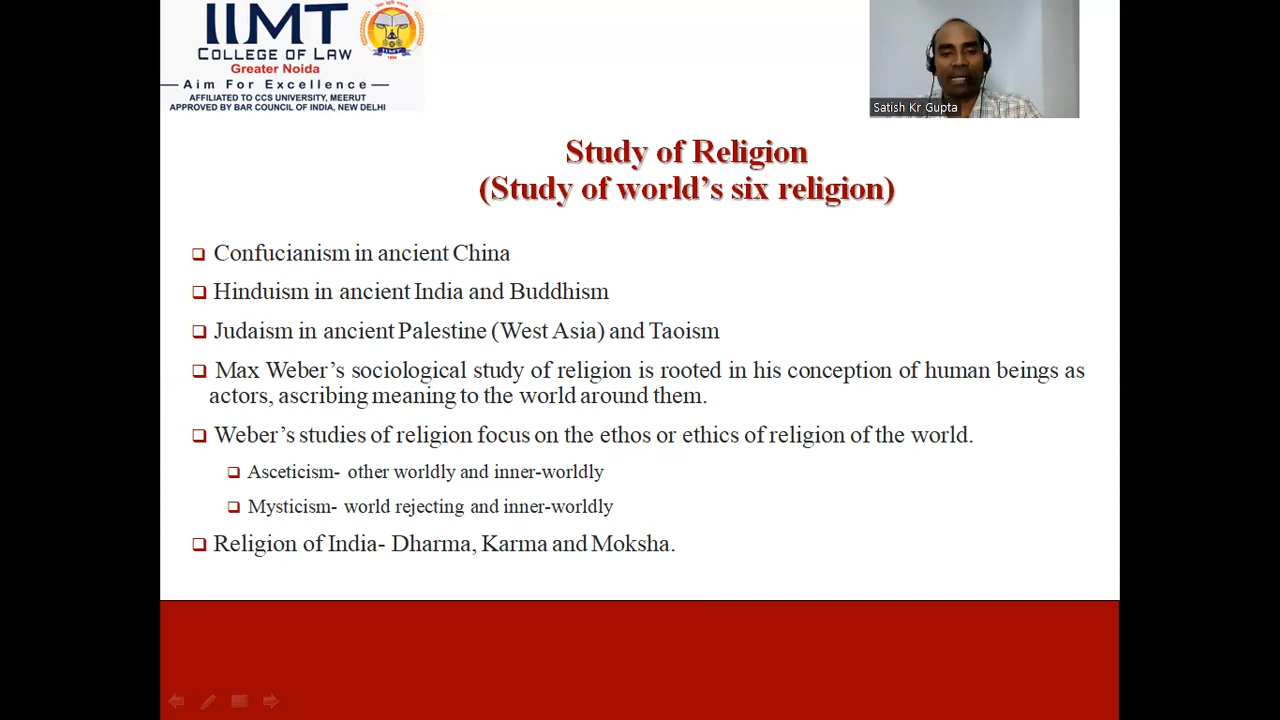 IIMT
COLLEGE OF LAW
Greater Noida
Aim For Excellence
AFFILIATED TO CCS UNIVERSITY, MEERUT
APPROVED BY BAR COUNCIL OF INDIA, NEW DELHI
IIMT
Satish Kr Gupta
Study of Religion
(Study of world’s six religion)
Confucianism in ancient China
Hinduism in ancient India and Buddhism
Judaism in ancient Palestine (West Asia) and Taoism
Max Weber’s sociological study of religion is rooted in his conception of human beings as
actors, ascribing meaning to the world around them.
Weber’s studies of religion focus on the ethos or ethics of religion of the world.
Asceticism- other worldly and inner-worldly
Mysticism- world rejecting and inner-worldly
Religion of India- Dharma, Karma and Moksha.